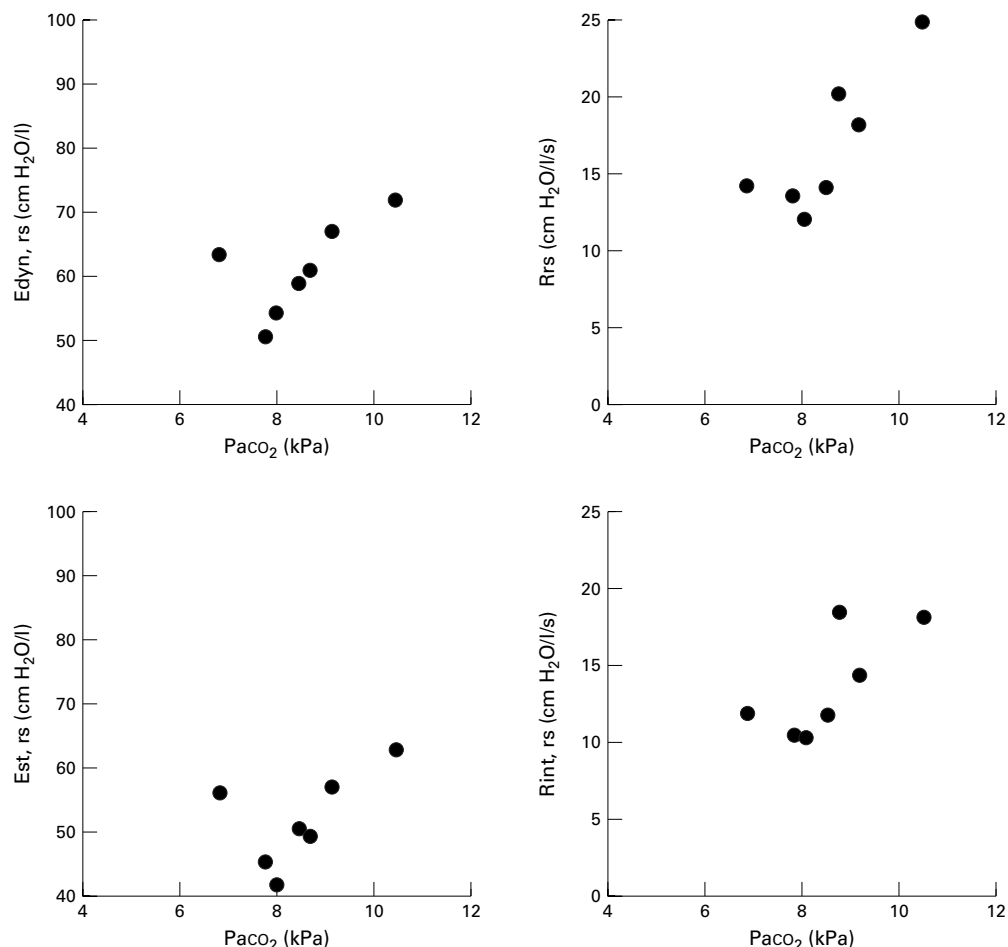 100
90
80
70
60
50
40
Edyn, rs (cm H₂O/l)
4 6 8 10 12
Paco₂ (kPa)
25
20
15
10
5
0
Rrs (cm H₂O/l/s)
4 6 8 10 12
Paco₂ (kPa)
100
90
80
70
60
50
40
Est, rs (cm H₂O/l)
4 6 8 10 12
Paco₂ (kPa)
25
20
15
10
5
0
Rint, rs (cm H₂O/l/s)
4 6 8 10 12
Paco₂ (kPa)